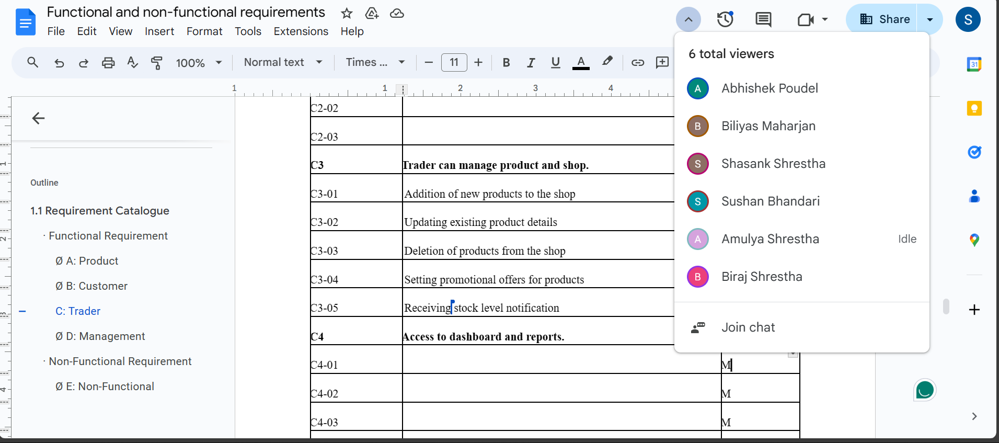 Functional and non-functional requirements
File Edit View Insert Format Tools Extensions Help
Share
S
100% Normal text Times ... 11 B I U A
1 1 2 3 4
31
6 total viewers
A Abhishek Poudel
B Biliyas Maharjan
S Shasank Shrestha
S Sushan Bhandari
A Amulya Shrestha Idle
B Biraj Shrestha
Join chat
Outline
1.1 Requirement Catalogue
· Functional Requirement
Ø A: Product
Ø B: Customer
C: Trader
Ø D: Management
· Non-Functional Requirement
Ø E: Non-Functional
1
2
3
4
C2-02
C2-03
C3 Trader can manage product and shop.
C3-01 Addition of new products to the shop
C3-02 Updating existing product details
C3-03 Deletion of products from the shop
C3-04 Setting promotional offers for products
C3-05 Receiving stock level notification
C4 Access to dashboard and reports.
C4-01 M
C4-02 M
C4-03 M